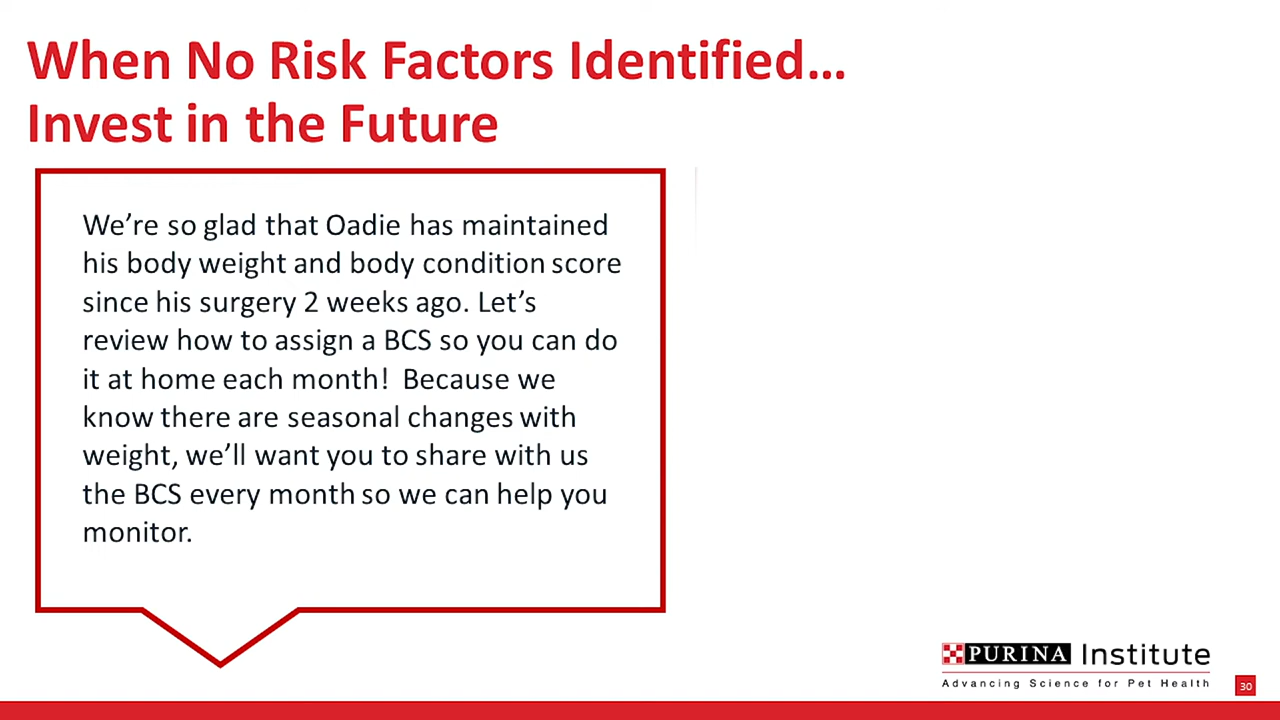 When No Risk Factors Identified...
Invest in the Future
We're so glad that Oadie has maintained
his body weight and body condition score
since his surgery 2 weeks ago. Let's
review how to assign a BCS so you can do
it at home each month!  Because we
know there are seasonal changes with
weight, we'll want you to share with us
the BCS every month so we can help you
monitor.
PURINA Institute
Advancing Science for Pet Health
30